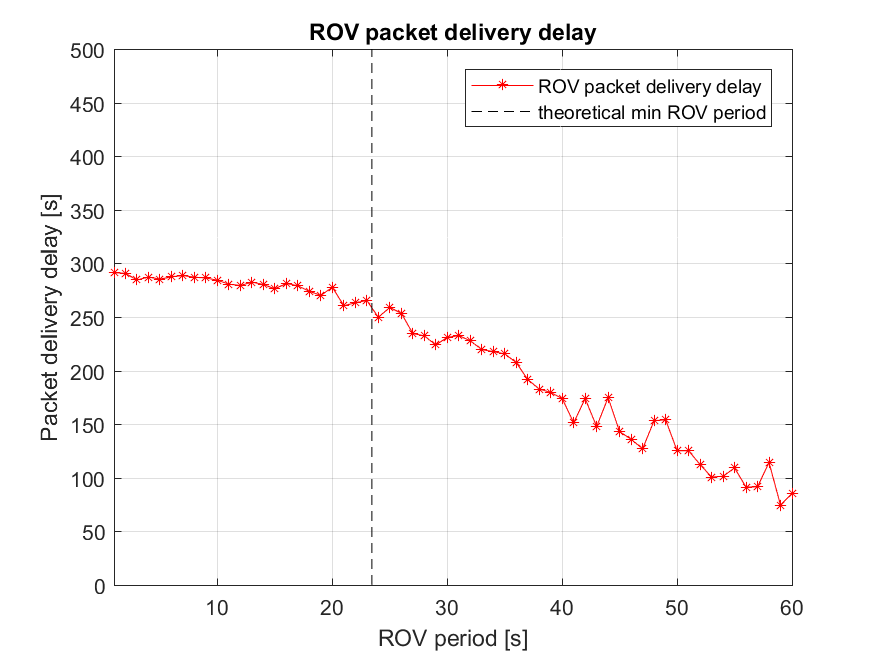 ROV packet delivery delay
500
450
400
350
300
250
200
150
100
50
0
Packet delivery delay [s]
ROV packet delivery delay
theoretical min ROV period
10 20 30 40 50 60
ROV period [s]